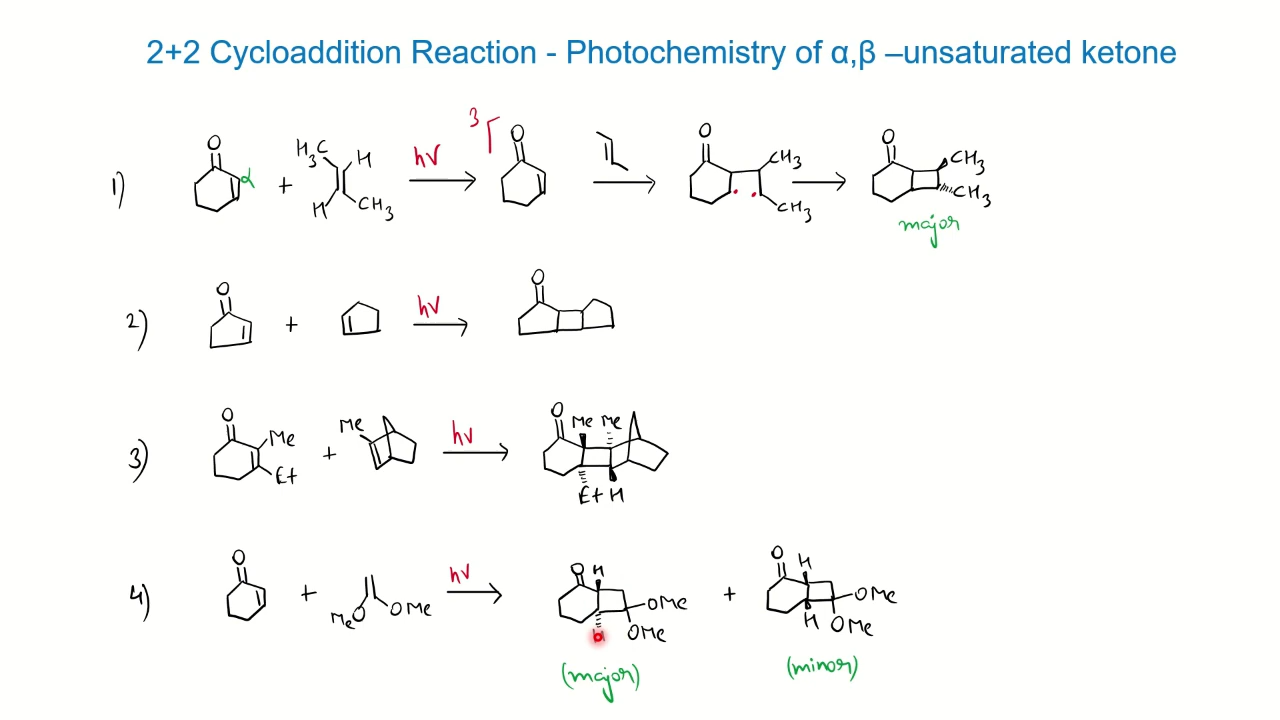 2+2 Cycloaddition Reaction - Photochemistry of α,β –unsaturated ketone
1) O α + H3C H H CH3 hν 3 O O CH3 CH3 O CH3 CH3
major
2) O + hν O
3) O Me Et + Me hν O Me Me Et H
4) O + MeO OMe hν O H OMe OMe + O H H OMe OMe
(major) (minor)